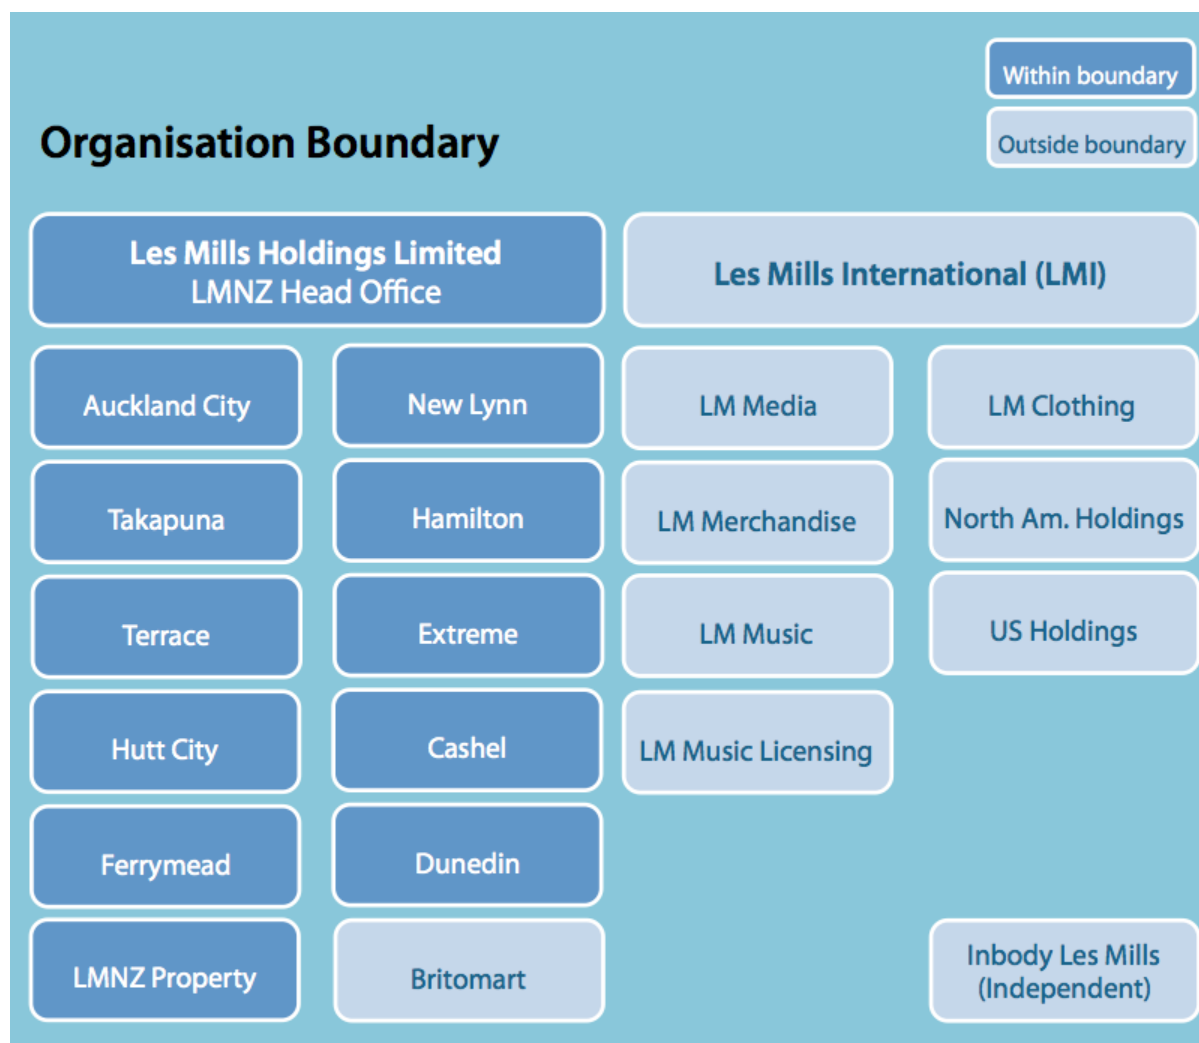 Within boundary
Organisation Boundary
Outside boundary
Les Mills Holdings Limited
LMNZ Head Office
Les Mills International (LMI)
Auckland City
New Lynn
LM Media
LM Clothing
Takapuna
Hamilton
LM Merchandise
North Am. Holdings
Terrace
Extreme
LM Music
US Holdings
Hutt City
Cashel
LM Music Licensing
Ferrymead
Dunedin
LMNZ Property
Britomart
Inbody Les Mills
(Independent)